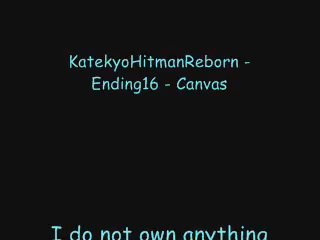 KatekyoHitmanReborn -
Ending16 - Canvas
I do not own anything